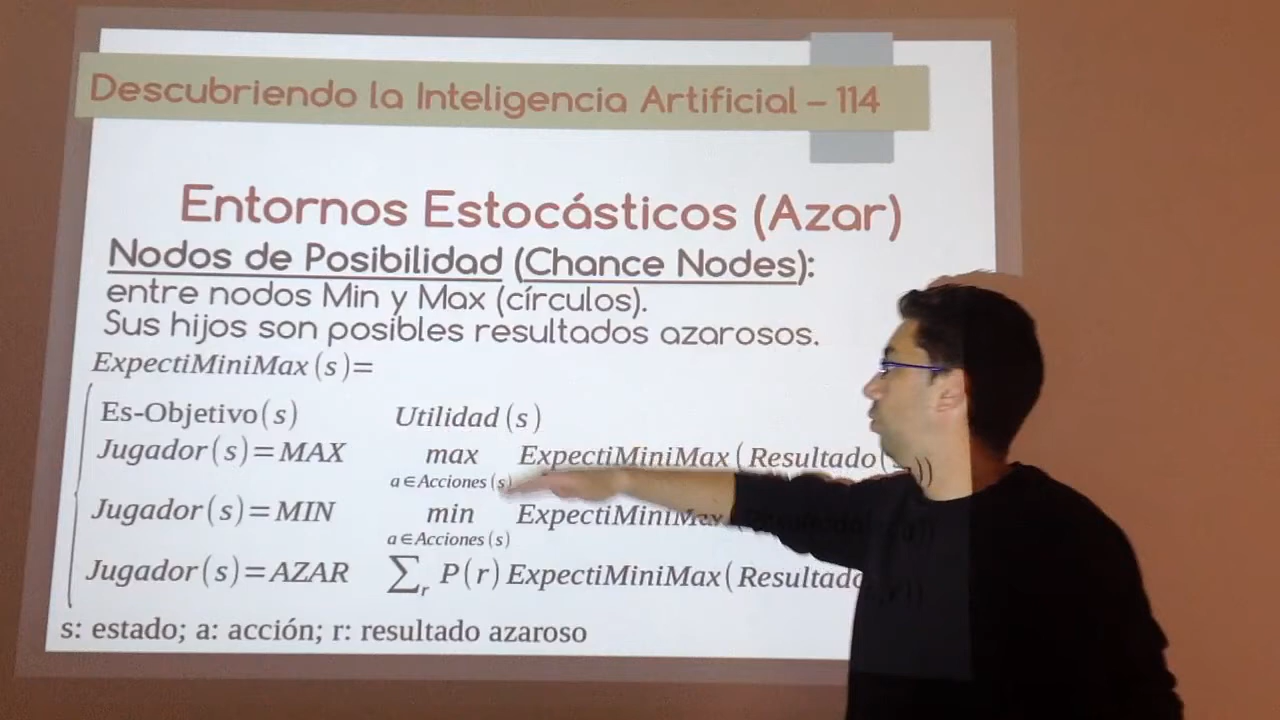 Descubriendo la Inteligencia Artificial – 114
Entornos Estocásticos (Azar)
Nodos de Posibilidad (Chance Nodes):
entre nodos Min y Max (círculos).
Sus hijos son posibles resultados azarosos.
ExpectiMiniMax(s)=
Es-Objetivo(s) Utilidad(s)
Jugador(s)=MAX max ExpectiMiniMax(Resultado(
a∈Acciones(s)
Jugador(s)=MIN min ExpectiMiniMax(
a∈Acciones(s)
Jugador(s)=AZAR ∑r P(r) ExpectiMiniMax(Resultado
s: estado; a: acción; r: resultado azaroso